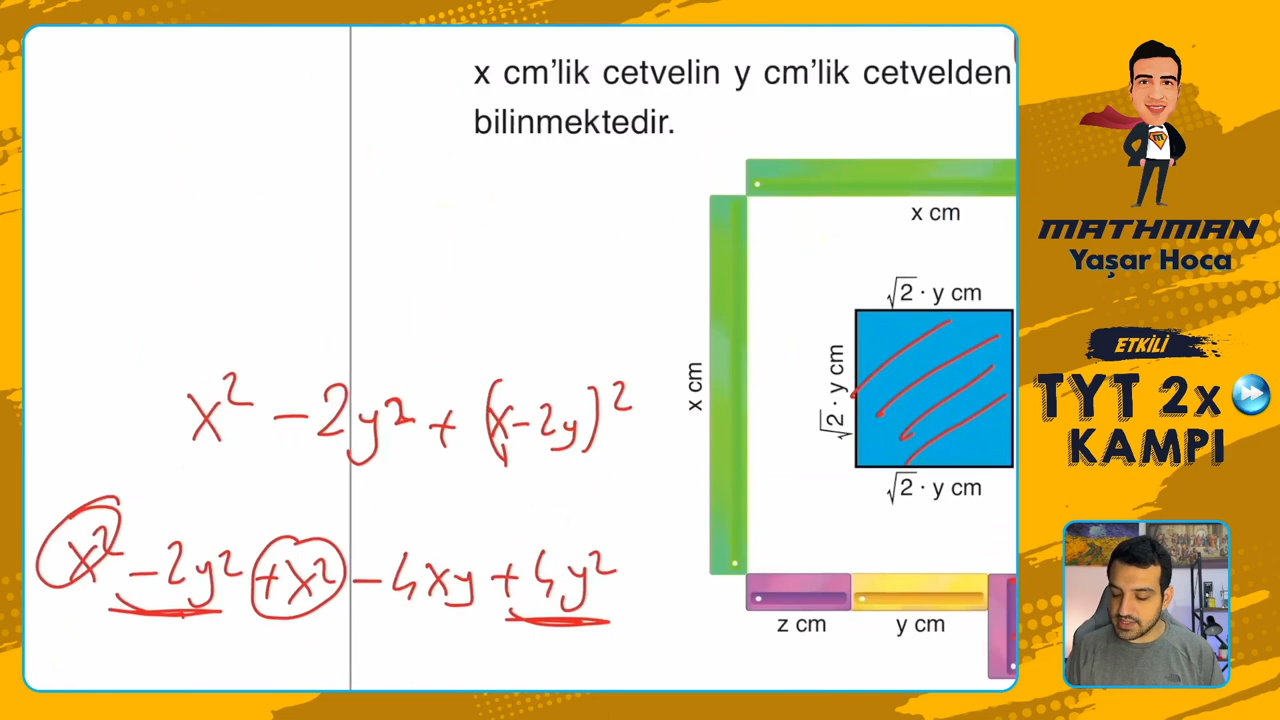 x cm’lik cetvelin y cm’lik cetvelden
bilinmektedir.
x cm
x cm
√2 · y cm
√2 · y cm
√2 · y cm
z cm
y cm
x² − 2y² + (x − 2y)²
x² − 2y² + x² − 4xy + 4y²
MATHMAN
Yaşar Hoca
ETKİLİ
TYT 2x
KAMPI